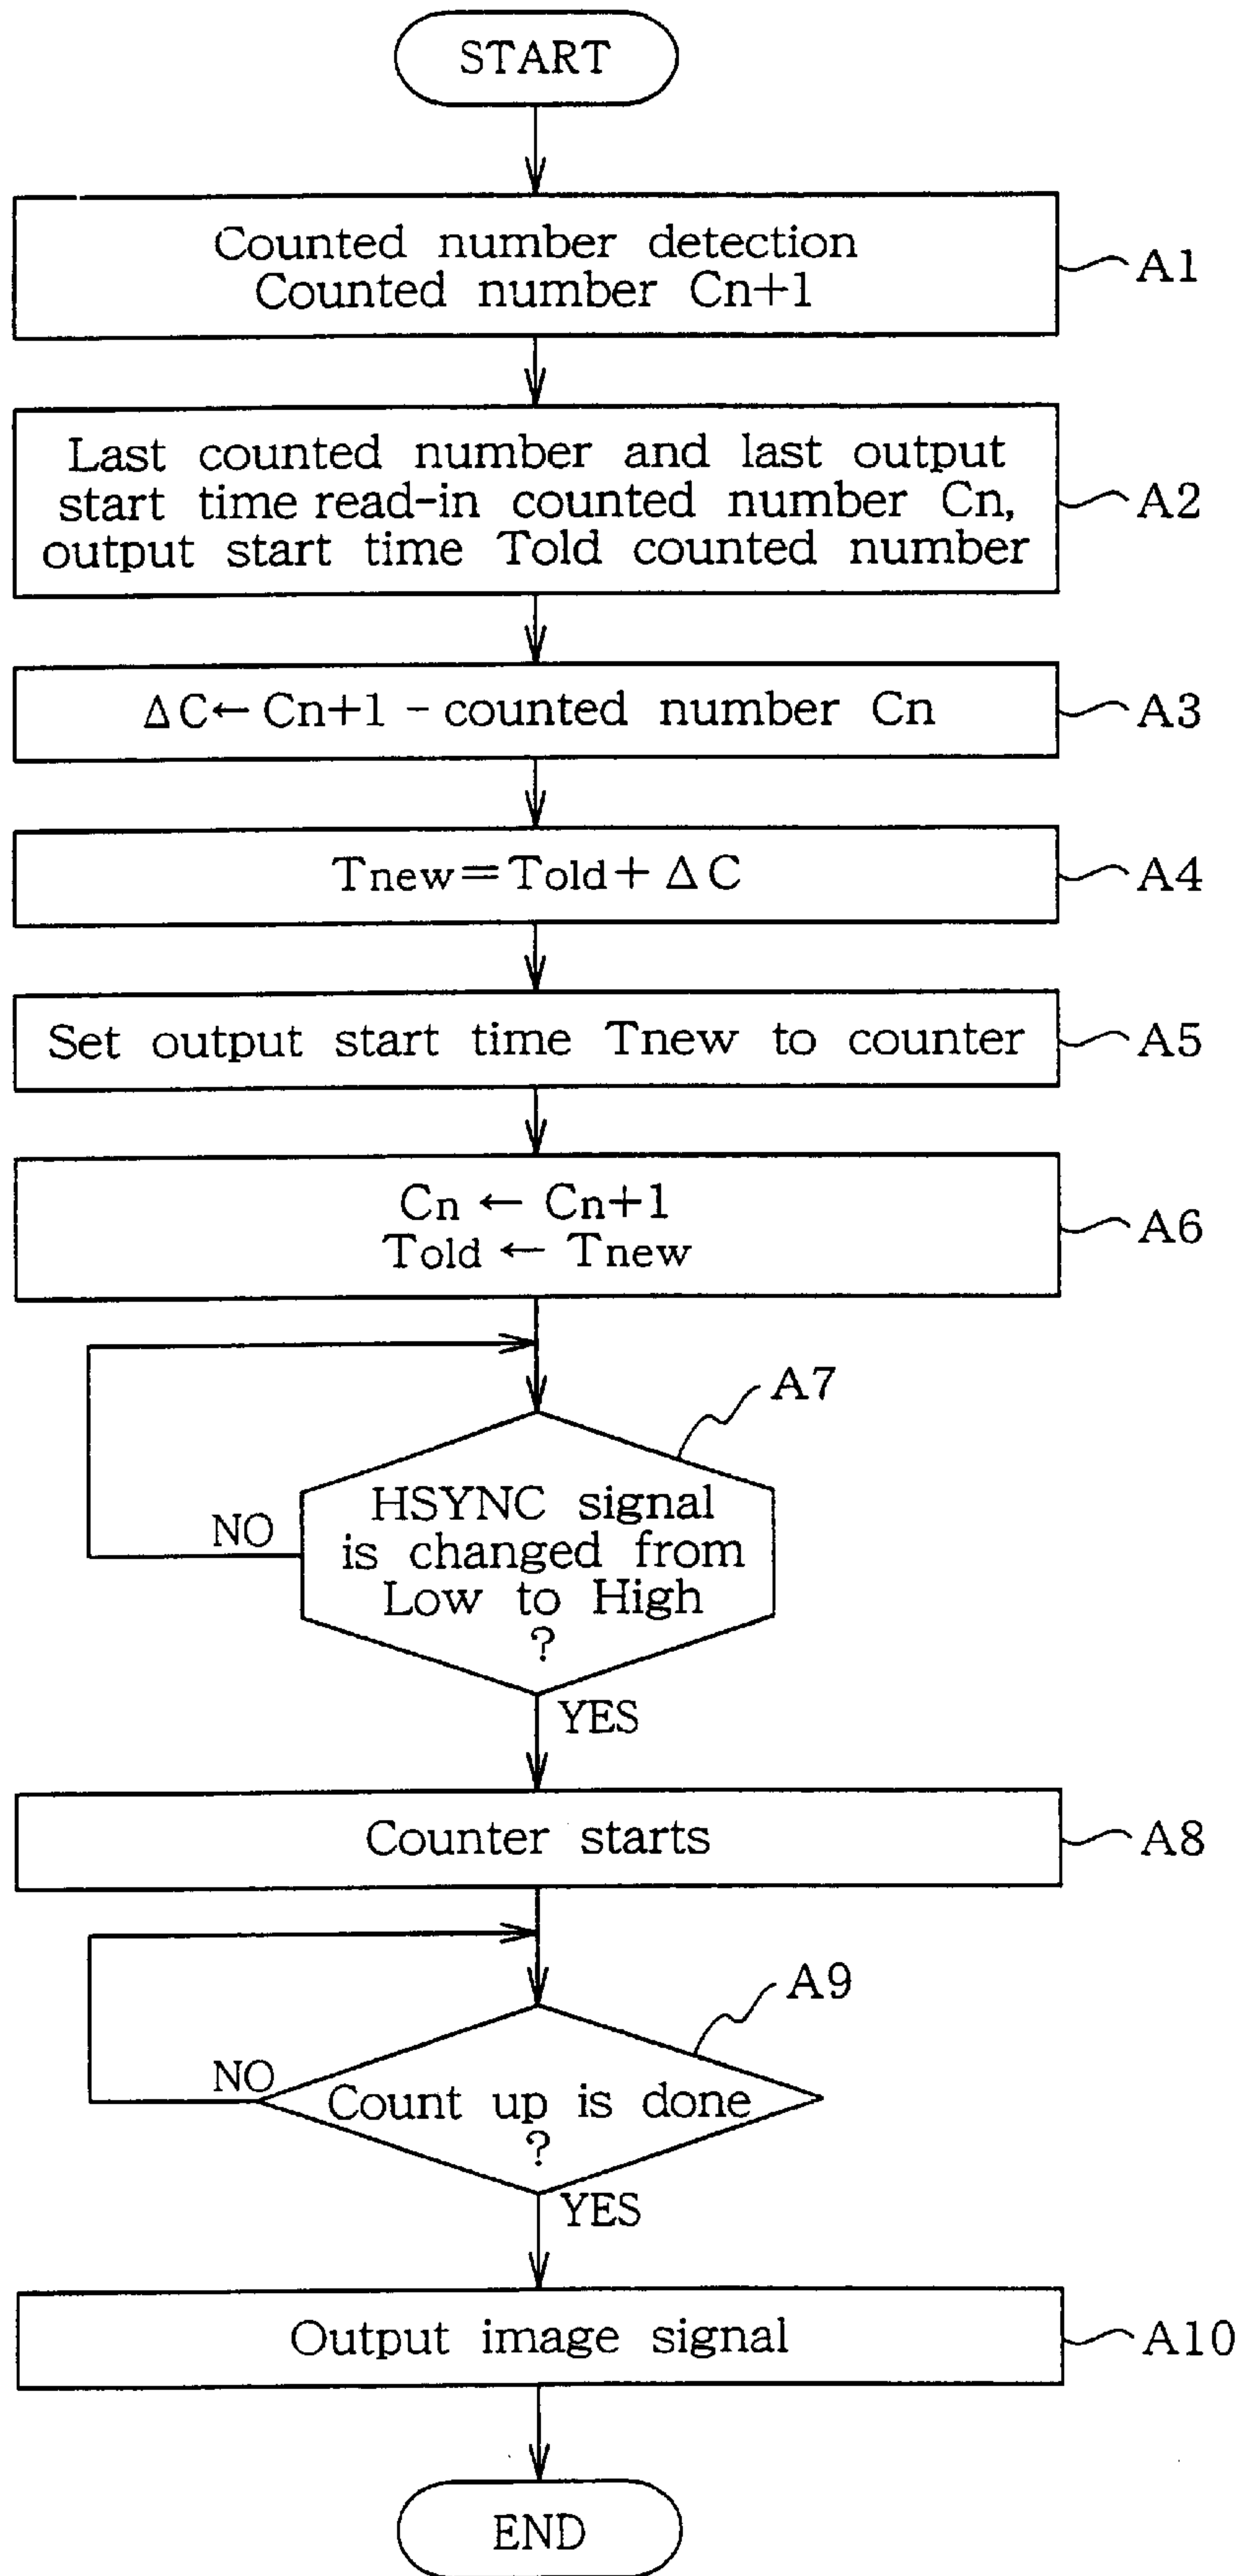 START
Counted number detection
Counted number Cn+1
A1
Last counted number and last output
start time read-in counted number Cn,
output start time Told counted number
A2
ΔC← Cn+1 - counted number Cn
A3
Tnew=Told+ ΔC
A4
Set output start time Tnew to counter
A5
Cn ← Cn+1
Told ← Tnew
A6
A7
HSYNC signal
is changed from
Low to High
?
NO
YES
Counter starts
A8
A9
NO
Count up is done
?
YES
Output image signal
A10
END